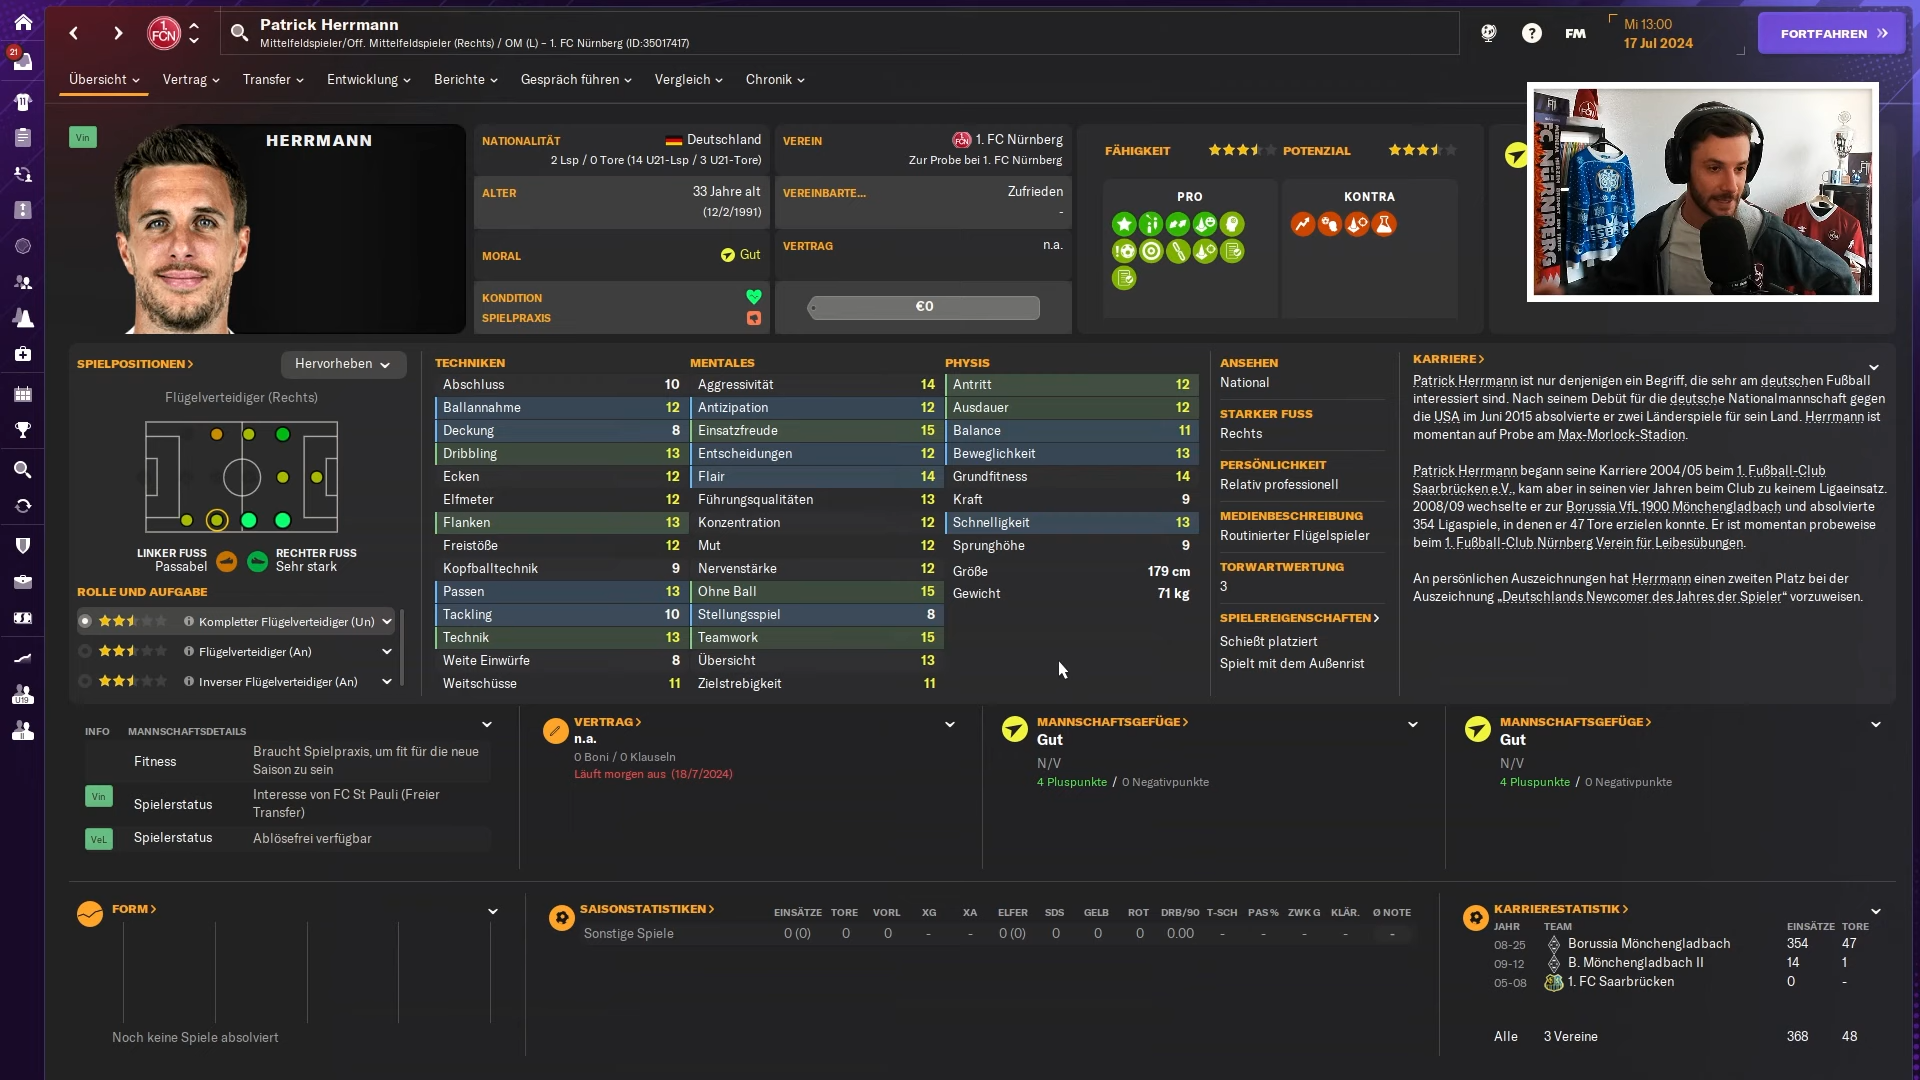 21
1. FCN
Patrick Herrmann
Mittelfeldspieler/Off. Mittelfeldspieler (Rechts) / OM (L) – 1. FC Nürnberg (ID:35017417)
?
FM
Mi 13:00
17 Jul 2024
FORTFAHREN
Übersicht
Vertrag
Transfer
Entwicklung
Berichte
Gespräch führen
Vergleich
Chronik
Vin
HERRMANN
NATIONALITÄT
Deutschland
2 Lsp / 0 Tore (14 U21-Lsp / 3 U21-Tore)
ALTER
33 Jahre alt
(12/2/1991)
MORAL
Gut
KONDITION
SPIELPRAXIS
VEREIN
1. FC Nürnberg
Zur Probe bei 1. FC Nürnberg
VEREINBARTE...
Zufrieden
-
VERTRAG
n.a.
€0
FÄHIGKEIT
POTENZIAL
PRO
KONTRA
FC NÜRNBERG
SPIELPOSITIONEN
Hervorheben
Flügelverteidiger (Rechts)
LINKER FUSS
Passabel
RECHTER FUSS
Sehr stark
ROLLE UND AUFGABE
Kompletter Flügelverteidiger (Un)
Flügelverteidiger (An)
Inverser Flügelverteidiger (An)
TECHNIKEN
Abschluss 10
Ballannahme 12
Deckung 8
Dribbling 13
Ecken 12
Elfmeter 12
Flanken 13
Freistöße 12
Kopfballtechnik 9
Passen 13
Tackling 10
Technik 13
Weite Einwürfe 8
Weitschüsse 11
MENTALES
Aggressivität 14
Antizipation 12
Einsatzfreude 15
Entscheidungen 12
Flair 14
Führungsqualitäten 13
Konzentration 12
Mut 12
Nervenstärke 12
Ohne Ball 15
Stellungsspiel 8
Teamwork 15
Übersicht 13
Zielstrebigkeit 11
PHYSIS
Antritt 12
Ausdauer 12
Balance 11
Beweglichkeit 13
Grundfitness 14
Kraft 9
Schnelligkeit 13
Sprunghöhe 9
Größe 179 cm
Gewicht 71 kg
ANSEHEN
National
STARKER FUSS
Rechts
PERSÖNLICHKEIT
Relativ professionell
MEDIENBESCHREIBUNG
Routinierter Flügelspieler
TORWARTWERTUNG
3
SPIELEREIGENSCHAFTEN
Schießt platziert
Spielt mit dem Außenrist
KARRIERE
Patrick Herrmann ist nur denjenigen ein Begriff, die sehr am deutschen Fußball
interessiert sind. Nach seinem Debüt für die deutsche Nationalmannschaft gegen
die USA im Juni 2015 absolvierte er zwei Länderspiele für sein Land. Herrmann ist
momentan auf Probe am Max-Morlock-Stadion.
Patrick Herrmann begann seine Karriere 2004/05 beim 1. Fußball-Club
Saarbrücken e.V., kam aber in seinen vier Jahren beim Club zu keinem Ligaeinsatz.
2008/09 wechselte er zur Borussia VfL 1900 Mönchengladbach und absolvierte
354 Ligaspiele, in denen er 47 Tore erzielen konnte. Er ist momentan probeweise
beim 1. Fußball-Club Nürnberg Verein für Leibesübungen.
An persönlichen Auszeichnungen hat Herrmann einen zweiten Platz bei der
Auszeichnung „Deutschlands Newcomer des Jahres der Spieler“ vorzuweisen.
U19
II
INFO MANNSCHAFTSDETAILS
Fitness
Braucht Spielpraxis, um fit für die neue
Saison zu sein
Vin
Spielerstatus
Interesse von FC St Pauli (Freier
Transfer)
VeL
Spielerstatus
Ablösefrei verfügbar
VERTRAG
n.a.
0 Boni / 0 Klauseln
Läuft morgen aus (18/7/2024)
MANNSCHAFTSGEFÜGE
Gut
N/V
4 Pluspunkte / 0 Negativpunkte
MANNSCHAFTSGEFÜGE
Gut
N/V
4 Pluspunkte / 0 Negativpunkte
FORM
Noch keine Spiele absolviert
SAISONSTATISTIKEN
EINSÄTZE TORE VORL XG XA ELFER SDS GELB ROT DRB/90 T-SCH PAS% ZWK G KLÄR. Ø NOTE
Sonstige Spiele 0 (0) 0 0 - - 0 (0) 0 0 0 0.00 - - - - -
KARRIERESTATISTIK
JAHR TEAM EINSÄTZE TORE
08-25 Borussia Mönchengladbach 354 47
09-12 B. Mönchengladbach II 14 1
05-08 1. FC Saarbrücken 0 -
Alle 3 Vereine 368 48